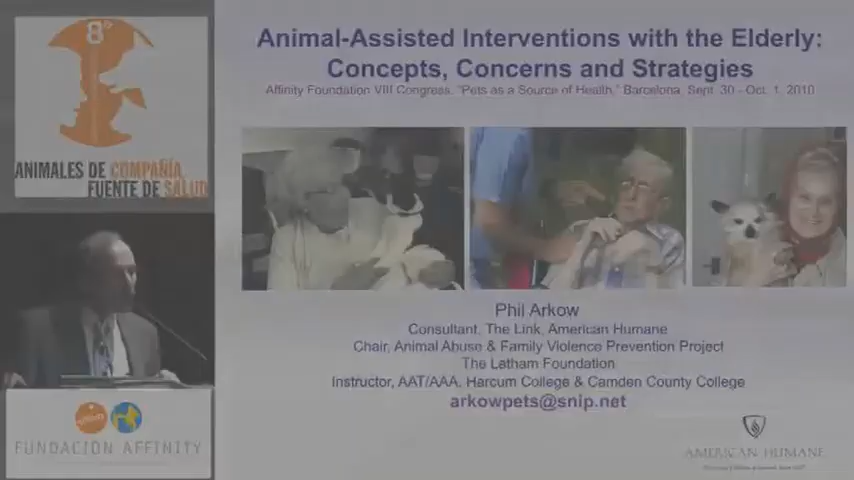 8º
ANIMALES DE COMPAÑÍA
FUENTE DE SALUD
FUNDACIÓN AFFINITY
Animal-Assisted Interventions with the Elderly:
Concepts, Concerns and Strategies
Affinity Foundation VIII Congress, "Pets as a Source of Health," Barcelona, Sept. 30 - Oct. 1, 2010
Phil Arkow
Consultant, The Link, American Humane
Chair, Animal Abuse & Family Violence Prevention Project
The Latham Foundation
Instructor, AAT/AAA, Harcum College & Camden County College
arkowpets@snip.net
AMERICAN HUMANE